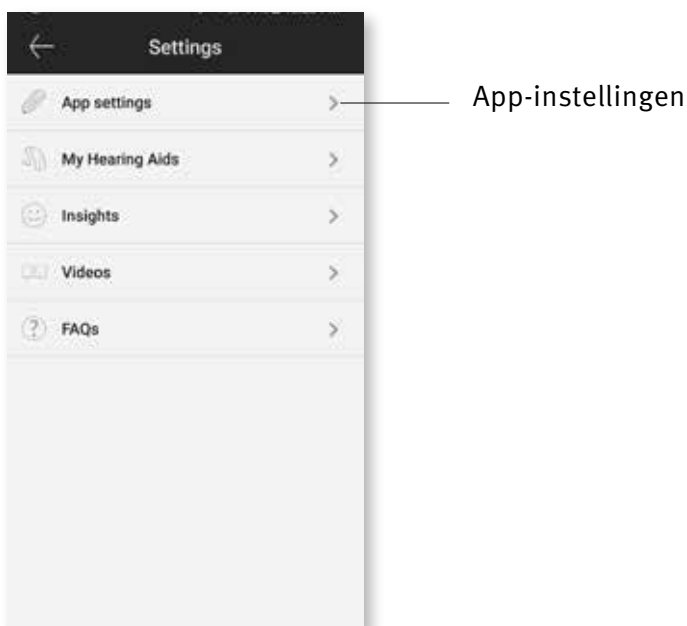 Settings
App settings
App-instellingen
My Hearing Aids
Insights
Videos
FAQs